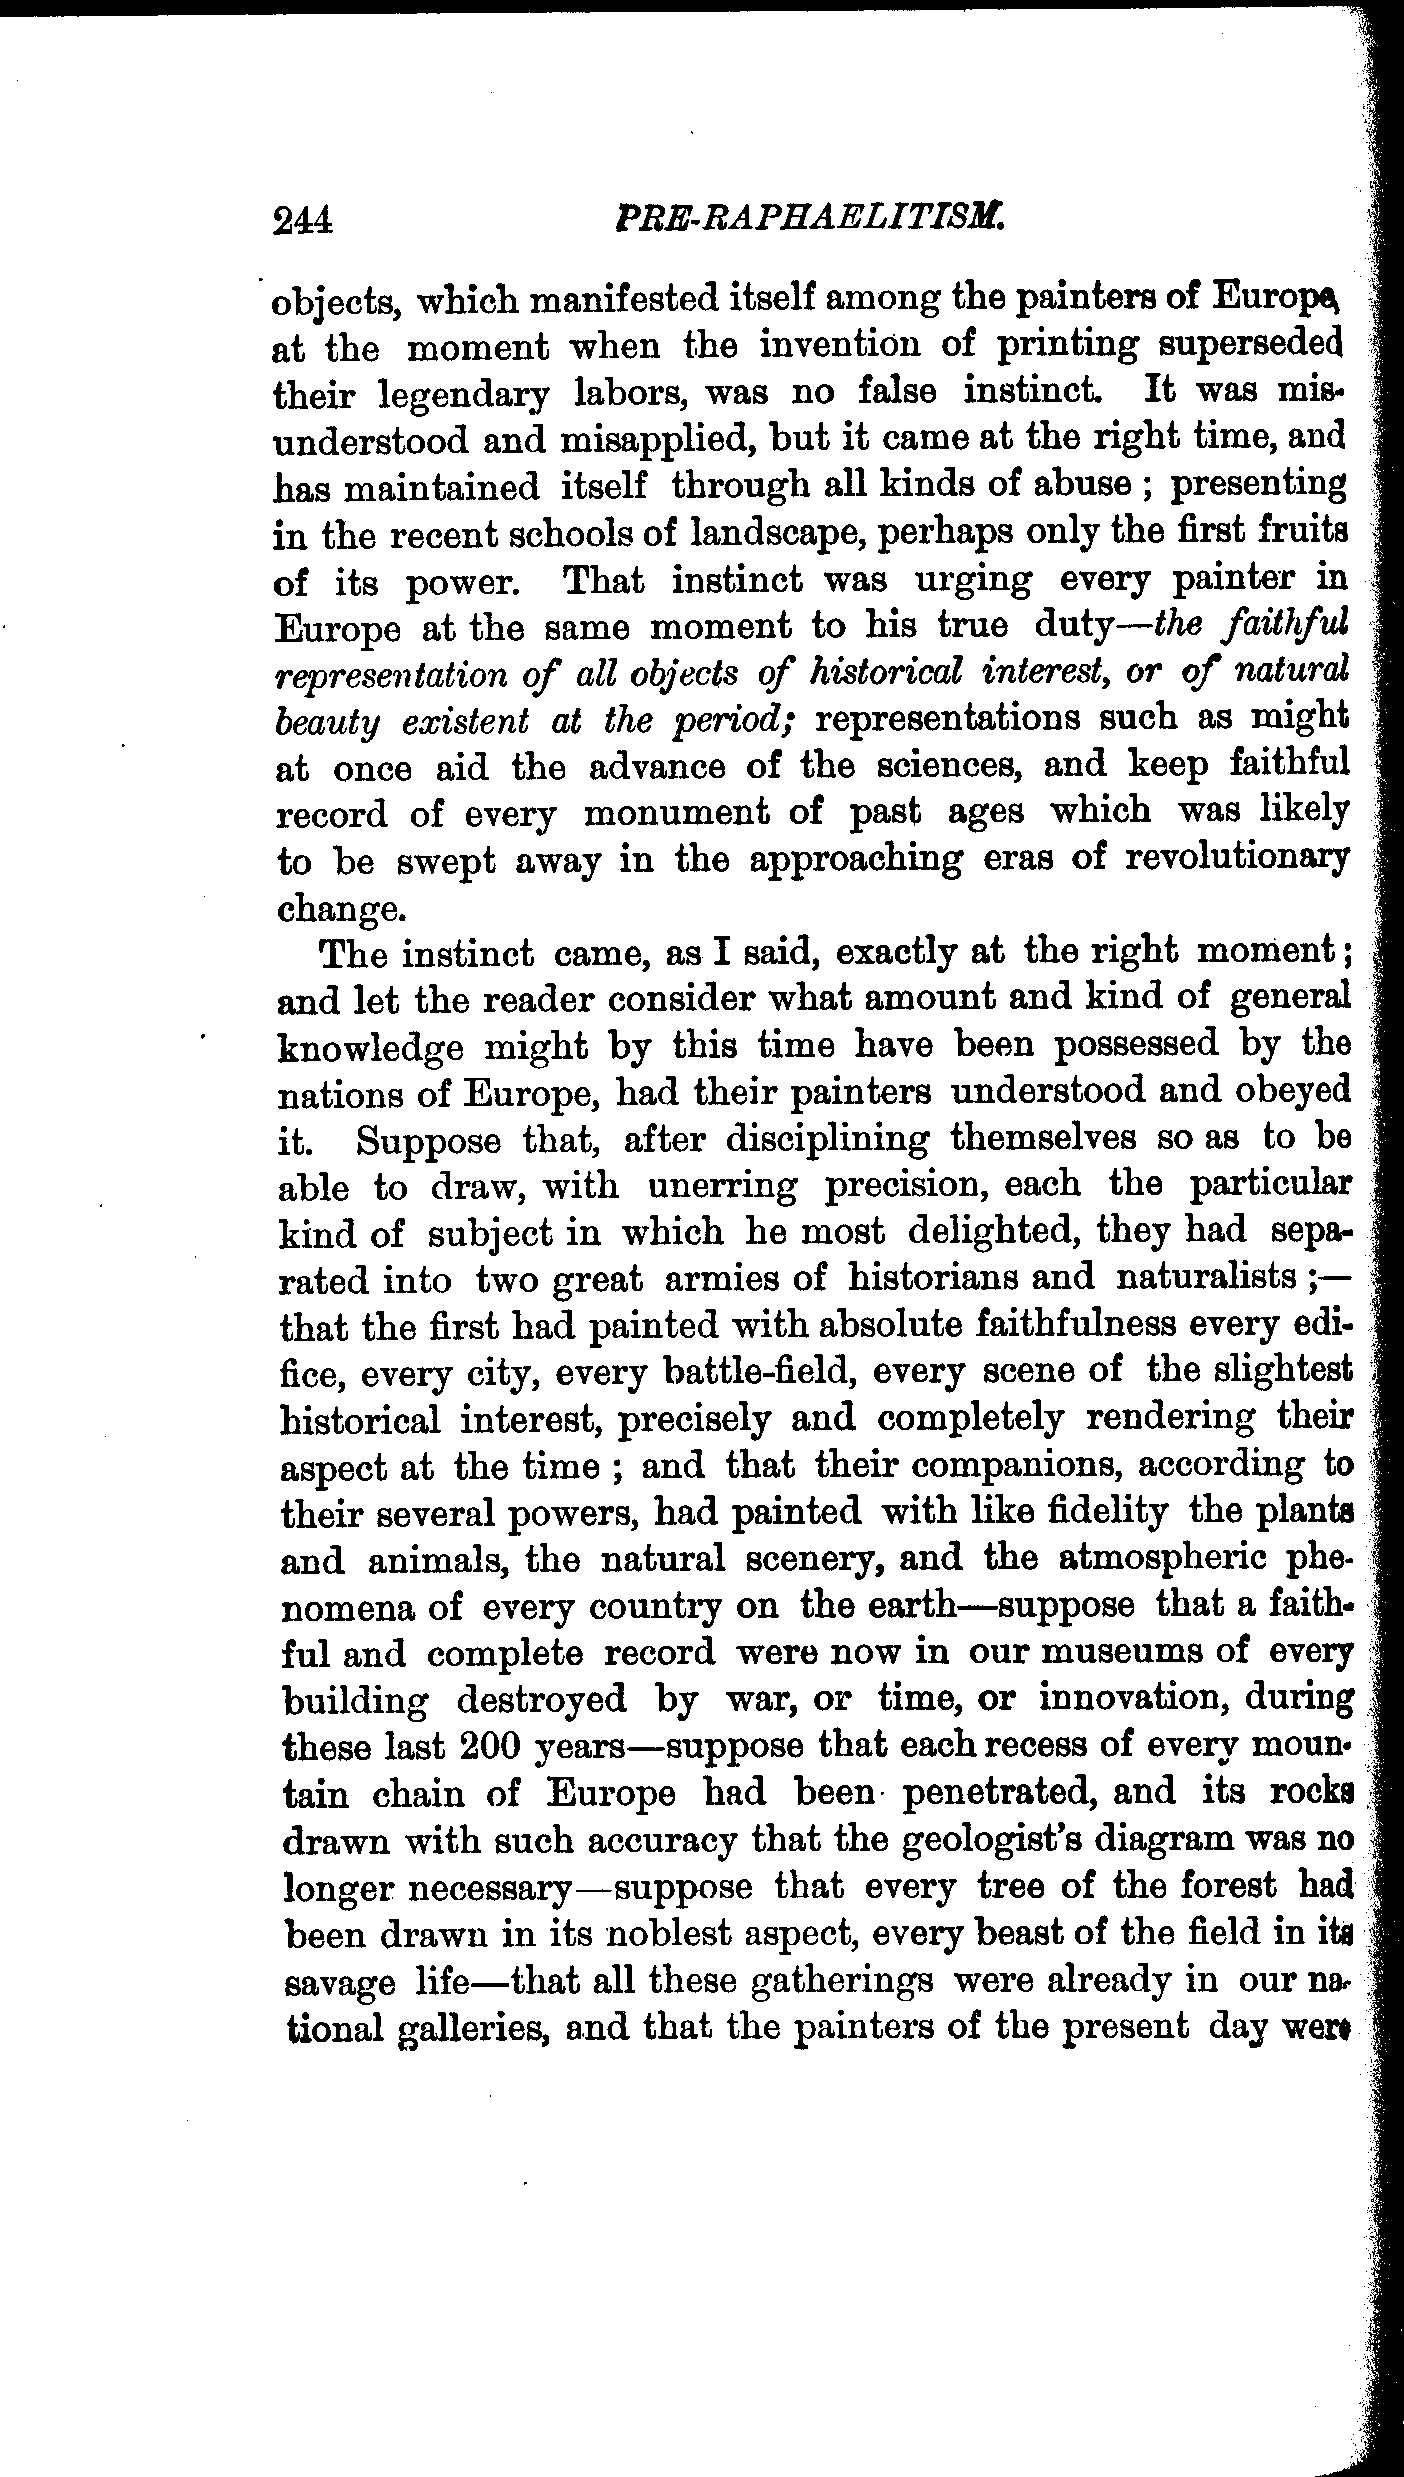 244 PRE-RAPHAELITISM.
objects, which manifested itself among the painters of Europe,
at the moment when the invention of printing superseded
their legendary labors, was no false instinct. It was mis-
understood and misapplied, but it came at the right time, and
has maintained itself through all kinds of abuse ; presenting
in the recent schools of landscape, perhaps only the first fruits
of its power. That instinct was urging every painter in
Europe at the same moment to his true duty—the faithful
representation of all objects of historical interest, or of natural
beauty existent at the period; representations such as might
at once aid the advance of the sciences, and keep faithful
record of every monument of past ages which was likely
to be swept away in the approaching eras of revolutionary
change.
The instinct came, as I said, exactly at the right moment ;
and let the reader consider what amount and kind of general
knowledge might by this time have been possessed by the
nations of Europe, had their painters understood and obeyed
it. Suppose that, after disciplining themselves so as to be
able to draw, with unerring precision, each the particular
kind of subject in which he most delighted, they had sepa-
rated into two great armies of historians and naturalists ;—
that the first had painted with absolute faithfulness every edi-
fice, every city, every battle-field, every scene of the slightest
historical interest, precisely and completely rendering their
aspect at the time ; and that their companions, according to
their several powers, had painted with like fidelity the plants
and animals, the natural scenery, and the atmospheric phe-
nomena of every country on the earth—suppose that a faith-
ful and complete record were now in our museums of every
building destroyed by war, or time, or innovation, during
these last 200 years—suppose that each recess of every moun-
tain chain of Europe had been penetrated, and its rocks
drawn with such accuracy that the geologist's diagram was no
longer necessary—suppose that every tree of the forest had
been drawn in its noblest aspect, every beast of the field in its
savage life—that all these gatherings were already in our na-
tional galleries, and that the painters of the present day were